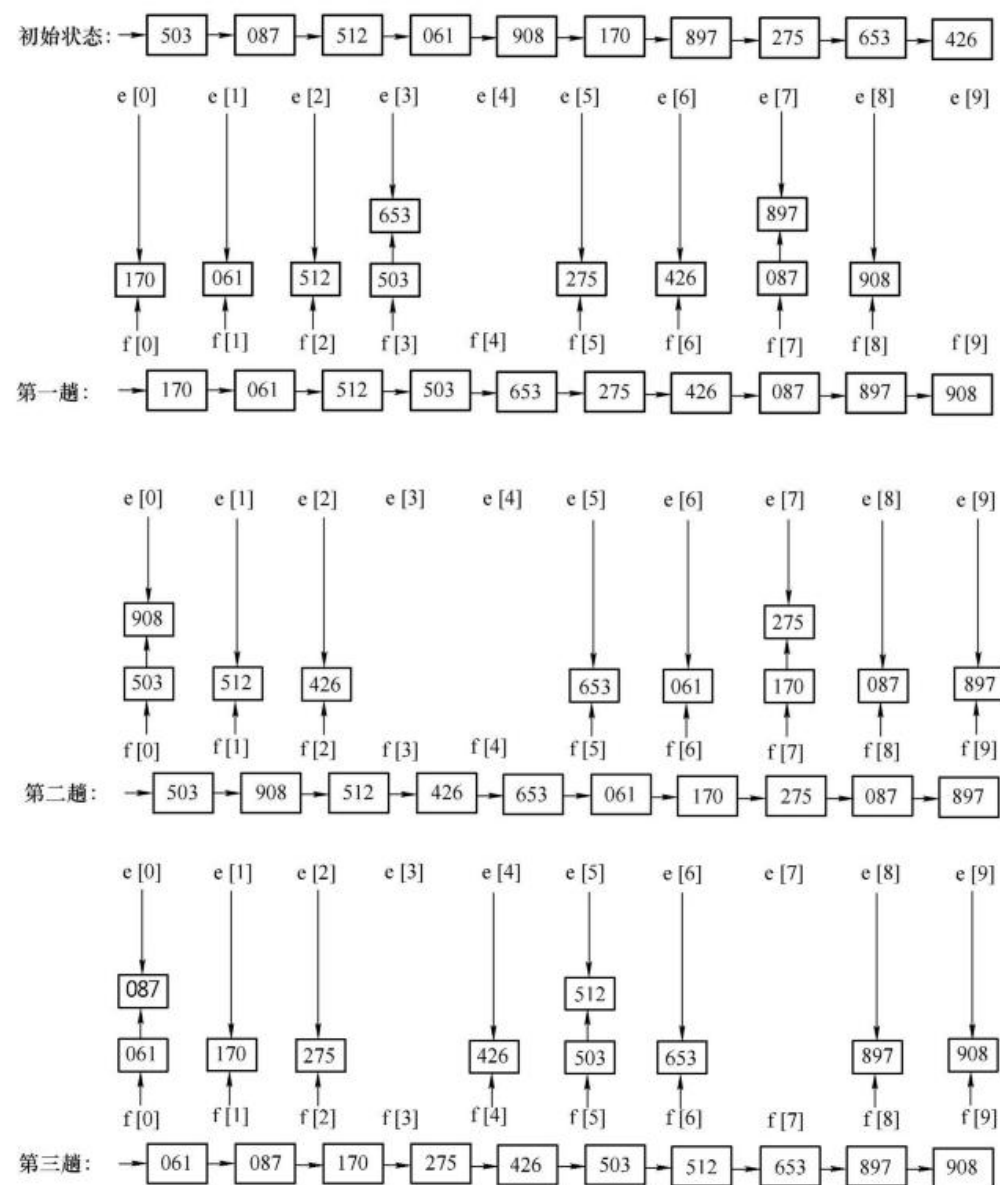 初始状态: 503 087 512 061 908 170 897 275 653 426
e [0] e [1] e [2] e [3] e [4] e [5] e [6] e [7] e [8] e [9]
653 897
170 061 512 503 275 426 087 908
f [0] f [1] f [2] f [3] f [4] f [5] f [6] f [7] f [8] f [9]
第一趟: 170 061 512 503 653 275 426 087 897 908
e [0] e [1] e [2] e [3] e [4] e [5] e [6] e [7] e [8] e [9]
908 275
503 512 426 653 061 170 087 897
f [0] f [1] f [2] f [3] f [4] f [5] f [6] f [7] f [8] f [9]
第二趟: 503 908 512 426 653 061 170 275 087 897
e [0] e [1] e [2] e [3] e [4] e [5] e [6] e [7] e [8] e [9]
087 512
061 170 275 426 503 653 897 908
f [0] f [1] f [2] f [3] f [4] f [5] f [6] f [7] f [8] f [9]
第三趟: 061 087 170 275 426 503 512 653 897 908